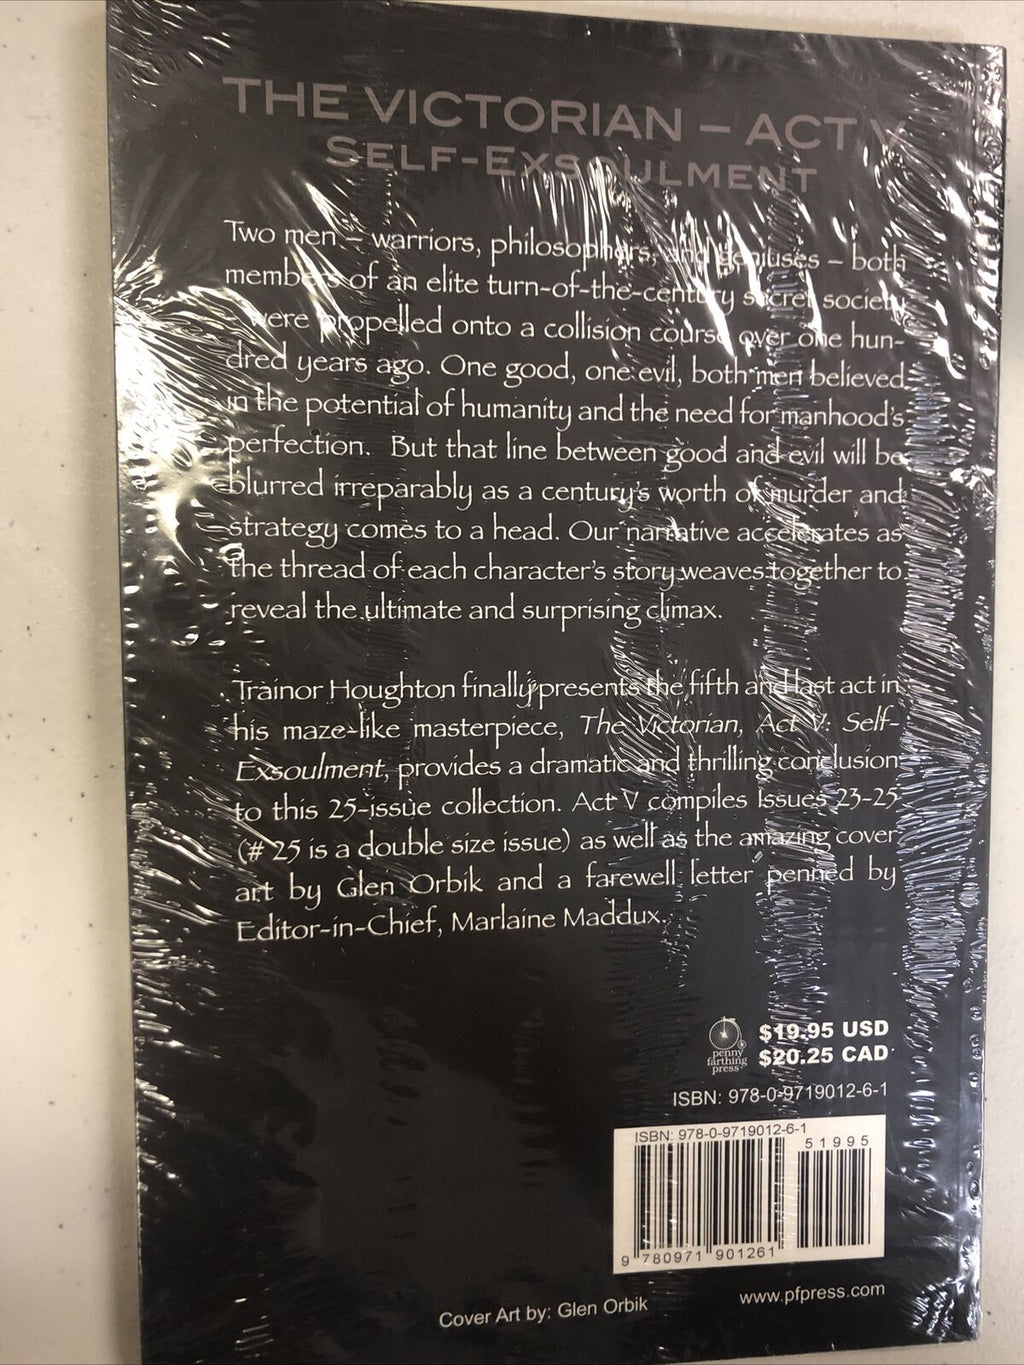 THE VICTORIAN – ACT V
SELF-EXSOULMENT
Two men – warriors, philosophers, and geniuses – both
members of an elite turn-of-the-century secret society
– were propelled onto a collision course over one hun-
dred years ago. One good, one evil, both men believed
in the potential of humanity and the need for manhood's
perfection. But that line between good and evil will be
blurred irreparably as a century's worth of murder and
strategy comes to a head. Our narrative accelerates as
the thread of each character's story weaves together to
reveal the ultimate and surprising climax.
Trainor Houghton finally presents the fifth and last act in
his maze-like masterpiece, The Victorian, Act V: Self-
Exsoulment, provides a dramatic and thrilling conclusion
to this 25-issue collection. Act V compiles Issues 23-25
(# 25 is a double size issue) as well as the amazing cover
art by Glen Orbik and a farewell letter penned by
Editor-in-Chief, Marlaine Maddux.
penny
farthing
press
$19.95 USD
$20.25 CAD
ISBN: 978-0-9719012-6-1
ISBN: 978-0-9719012-6-1
51995
9 780971 901261
www.pfpress.com
Cover Art by: Glen Orbik